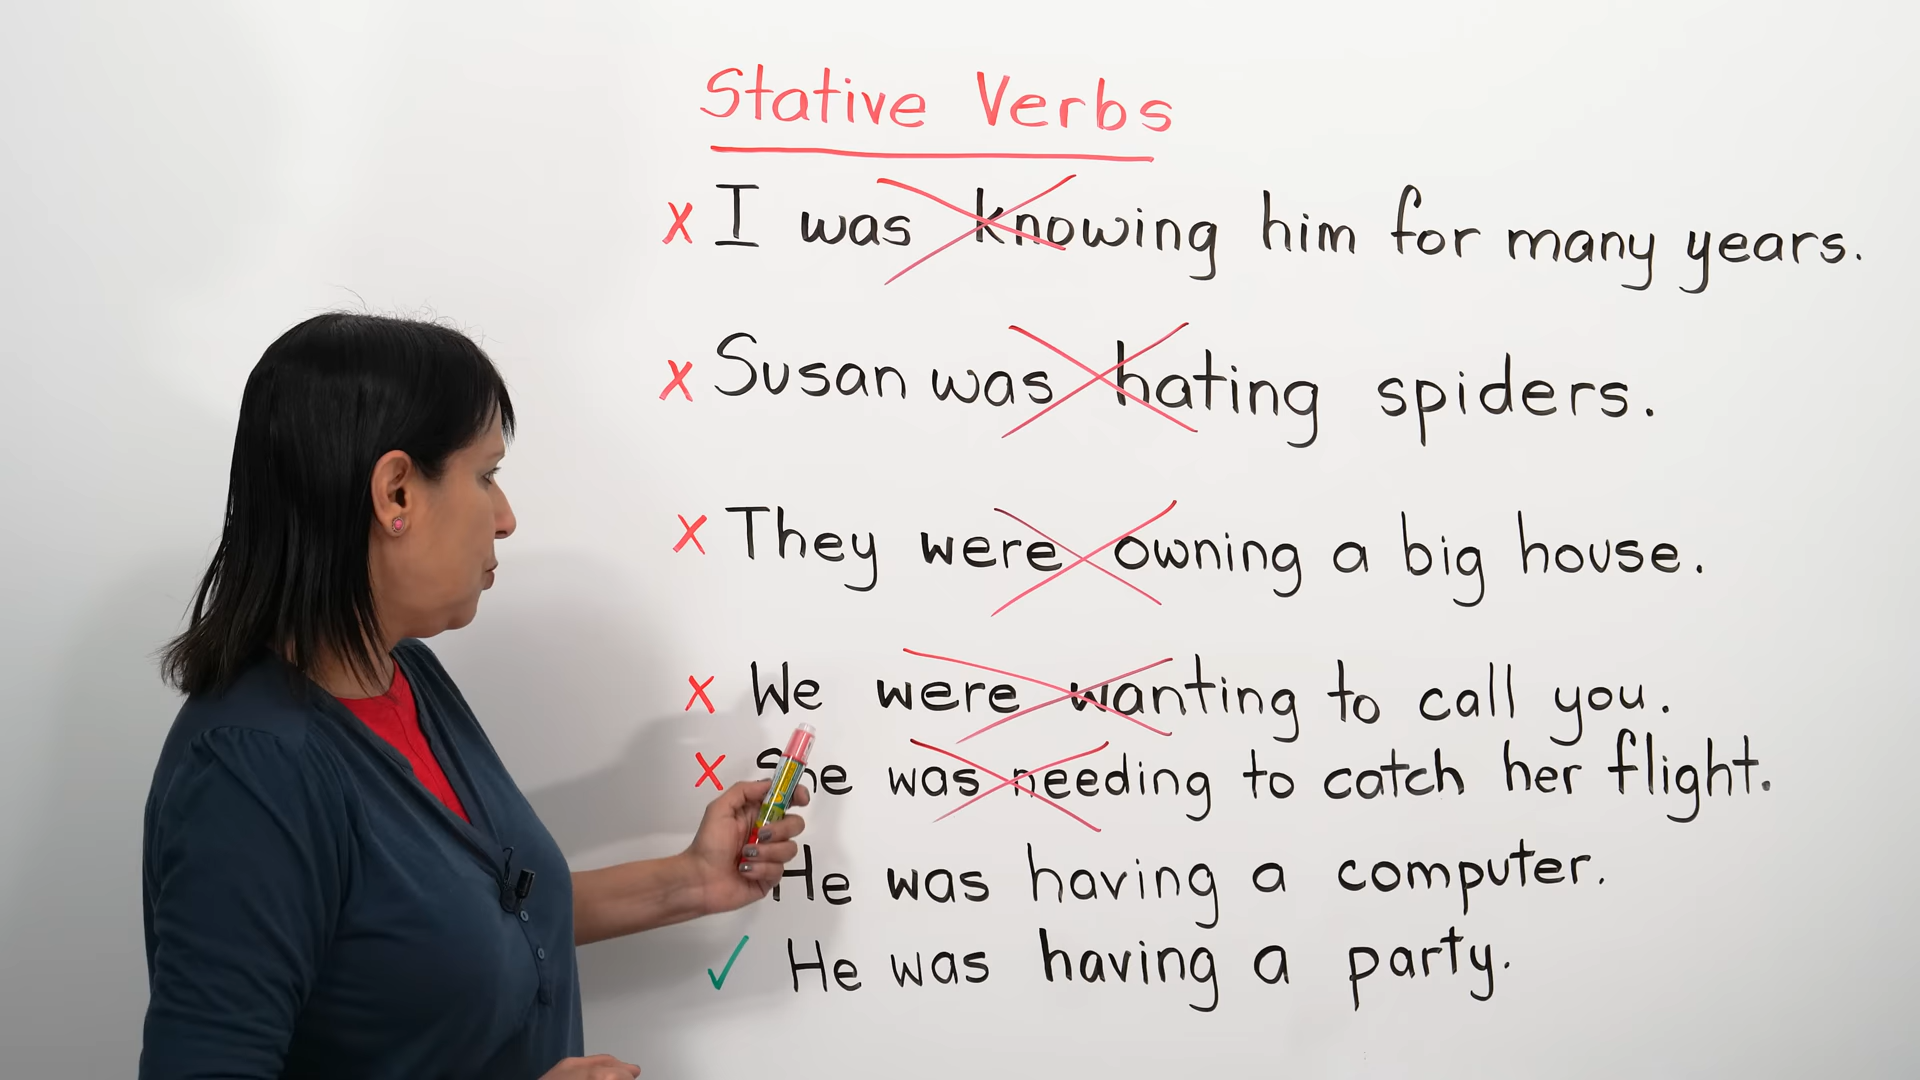 Stative Verbs
x I was knowing him for many years.
x Susan was hating spiders.
x They were owning a big house.
x We were wanting to call you.
x She was needing to catch her flight.
He was having a computer.
✓ He was having a party.